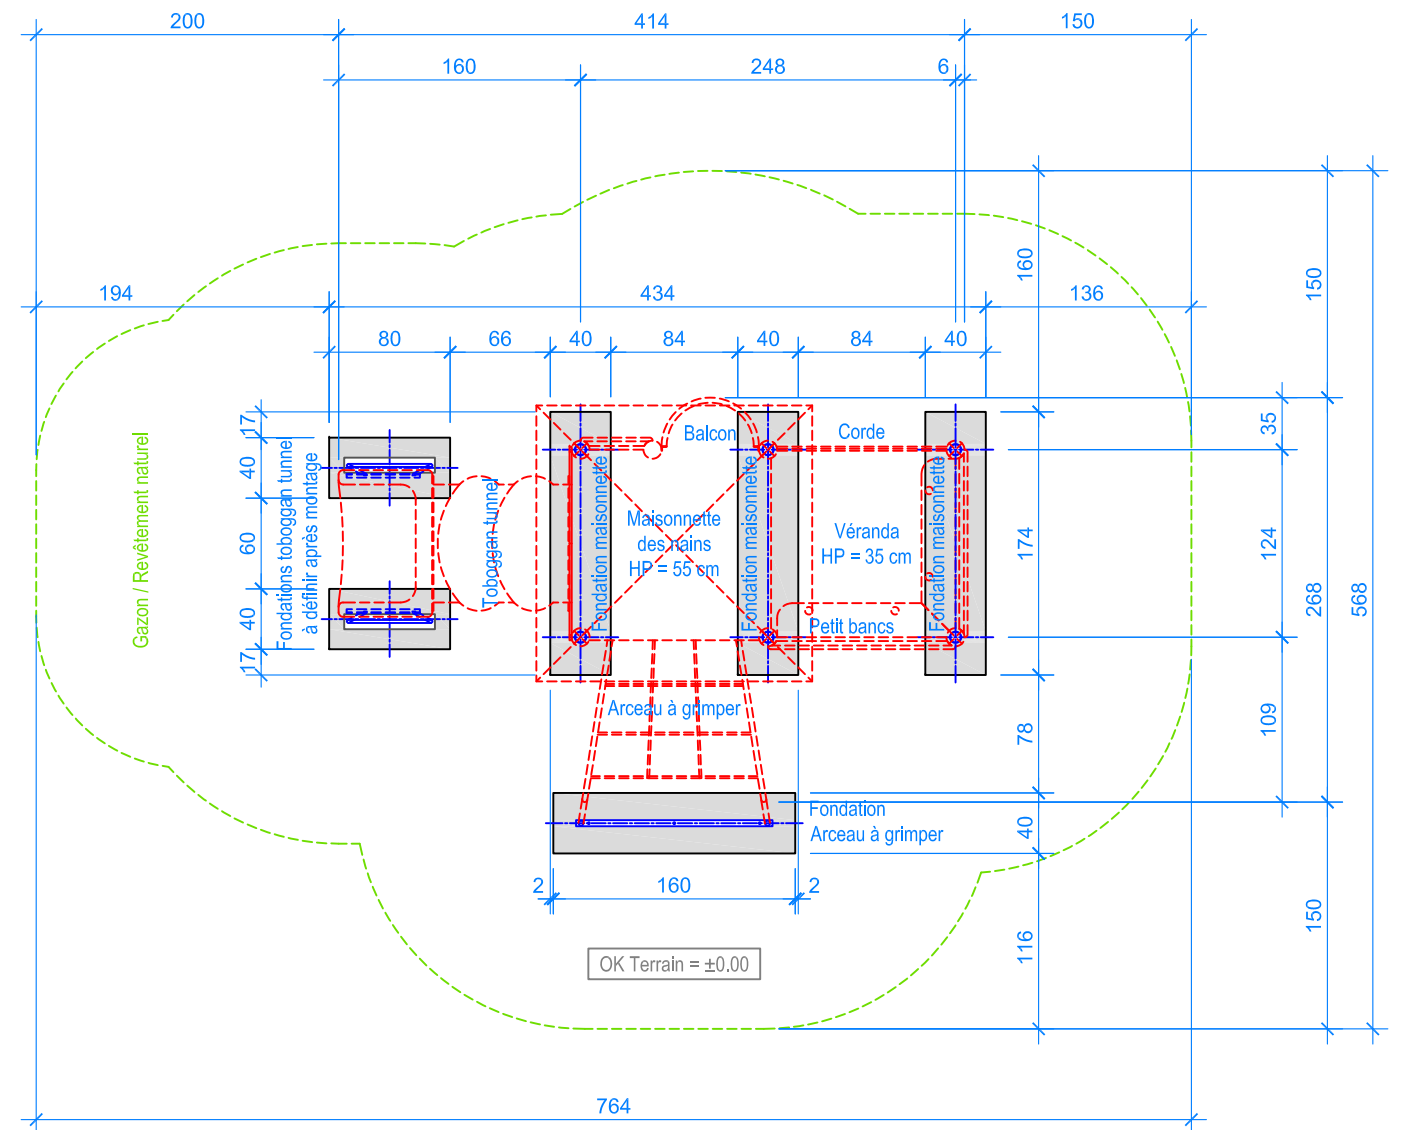 200
414
150
160
248
6
194
434
136
80
66
40
84
40
84
40
17
40
60
40
17
Gazon / Revêtement naturel
Fondations toboggan tunnel
à définir après montage
Toboggan tunnel
Fondation maisonnette
Balcon
Maisonnette
des nains
HP = 55 cm
Fondation maisonnette
Corde
Véranda
HP = 35 cm
Petit bancs
Fondation maisonnette
Arceau à grimper
Fondation
Arceau à grimper
2
160
2
OK Terrain = ±0.00
160
174
78
40
116
35
124
109
150
268
150
568
764